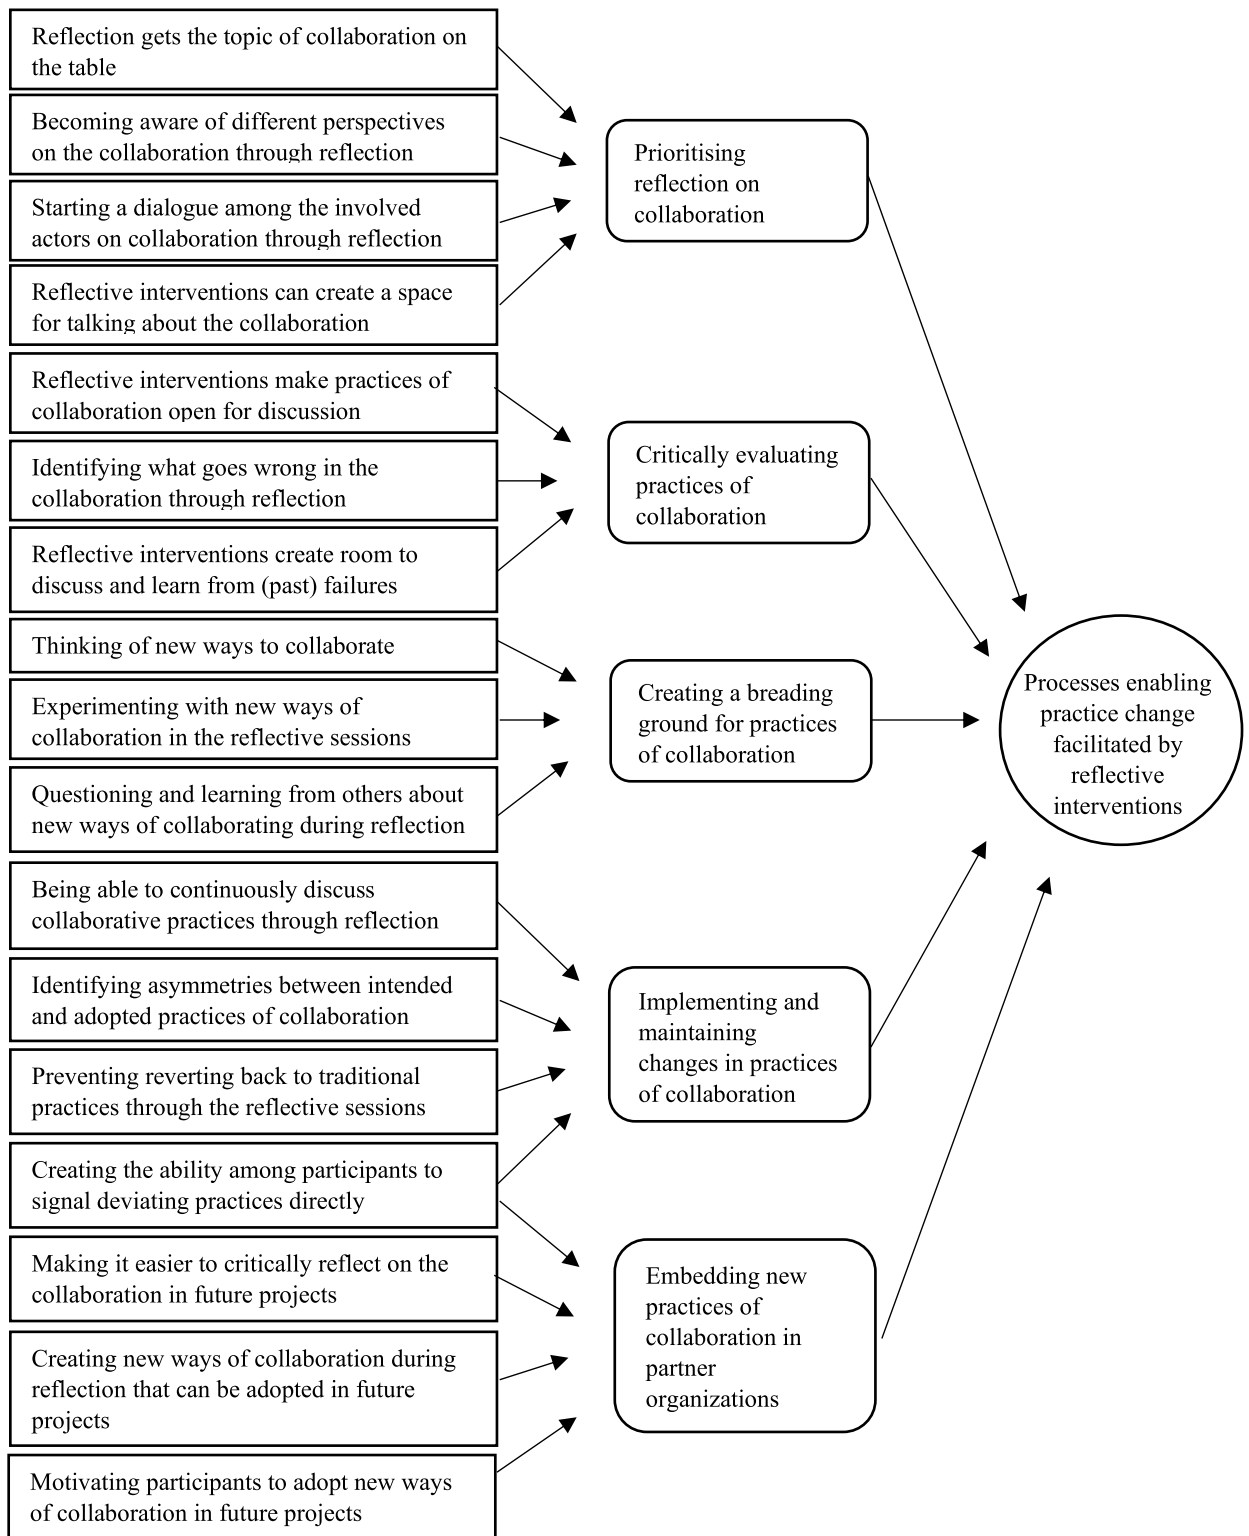 Reflection gets the topic of collaboration on
the table
Becoming aware of different perspectives
on the collaboration through reflection
Starting a dialogue among the involved
actors on collaboration through reflection
Reflective interventions can create a space
for talking about the collaboration
Reflective interventions make practices of
collaboration open for discussion
Identifying what goes wrong in the
collaboration through reflection
Reflective interventions create room to
discuss and learn from (past) failures
Thinking of new ways to collaborate
Experimenting with new ways of
collaboration in the reflective sessions
Questioning and learning from others about
new ways of collaborating during reflection
Being able to continuously discuss
collaborative practices through reflection
Identifying asymmetries between intended
and adopted practices of collaboration
Preventing reverting back to traditional
practices through the reflective sessions
Creating the ability among participants to
signal deviating practices directly
Making it easier to critically reflect on the
collaboration in future projects
Creating new ways of collaboration during
reflection that can be adopted in future
projects
Motivating participants to adopt new ways
of collaboration in future projects
Prioritising
reflection on
collaboration
Critically evaluating
practices of
collaboration
Creating a breading
ground for practices
of collaboration
Implementing and
maintaining
changes in practices
of collaboration
Embedding new
practices of
collaboration in
partner
organizations
Processes enabling
practice change
facilitated by
reflective
interventions